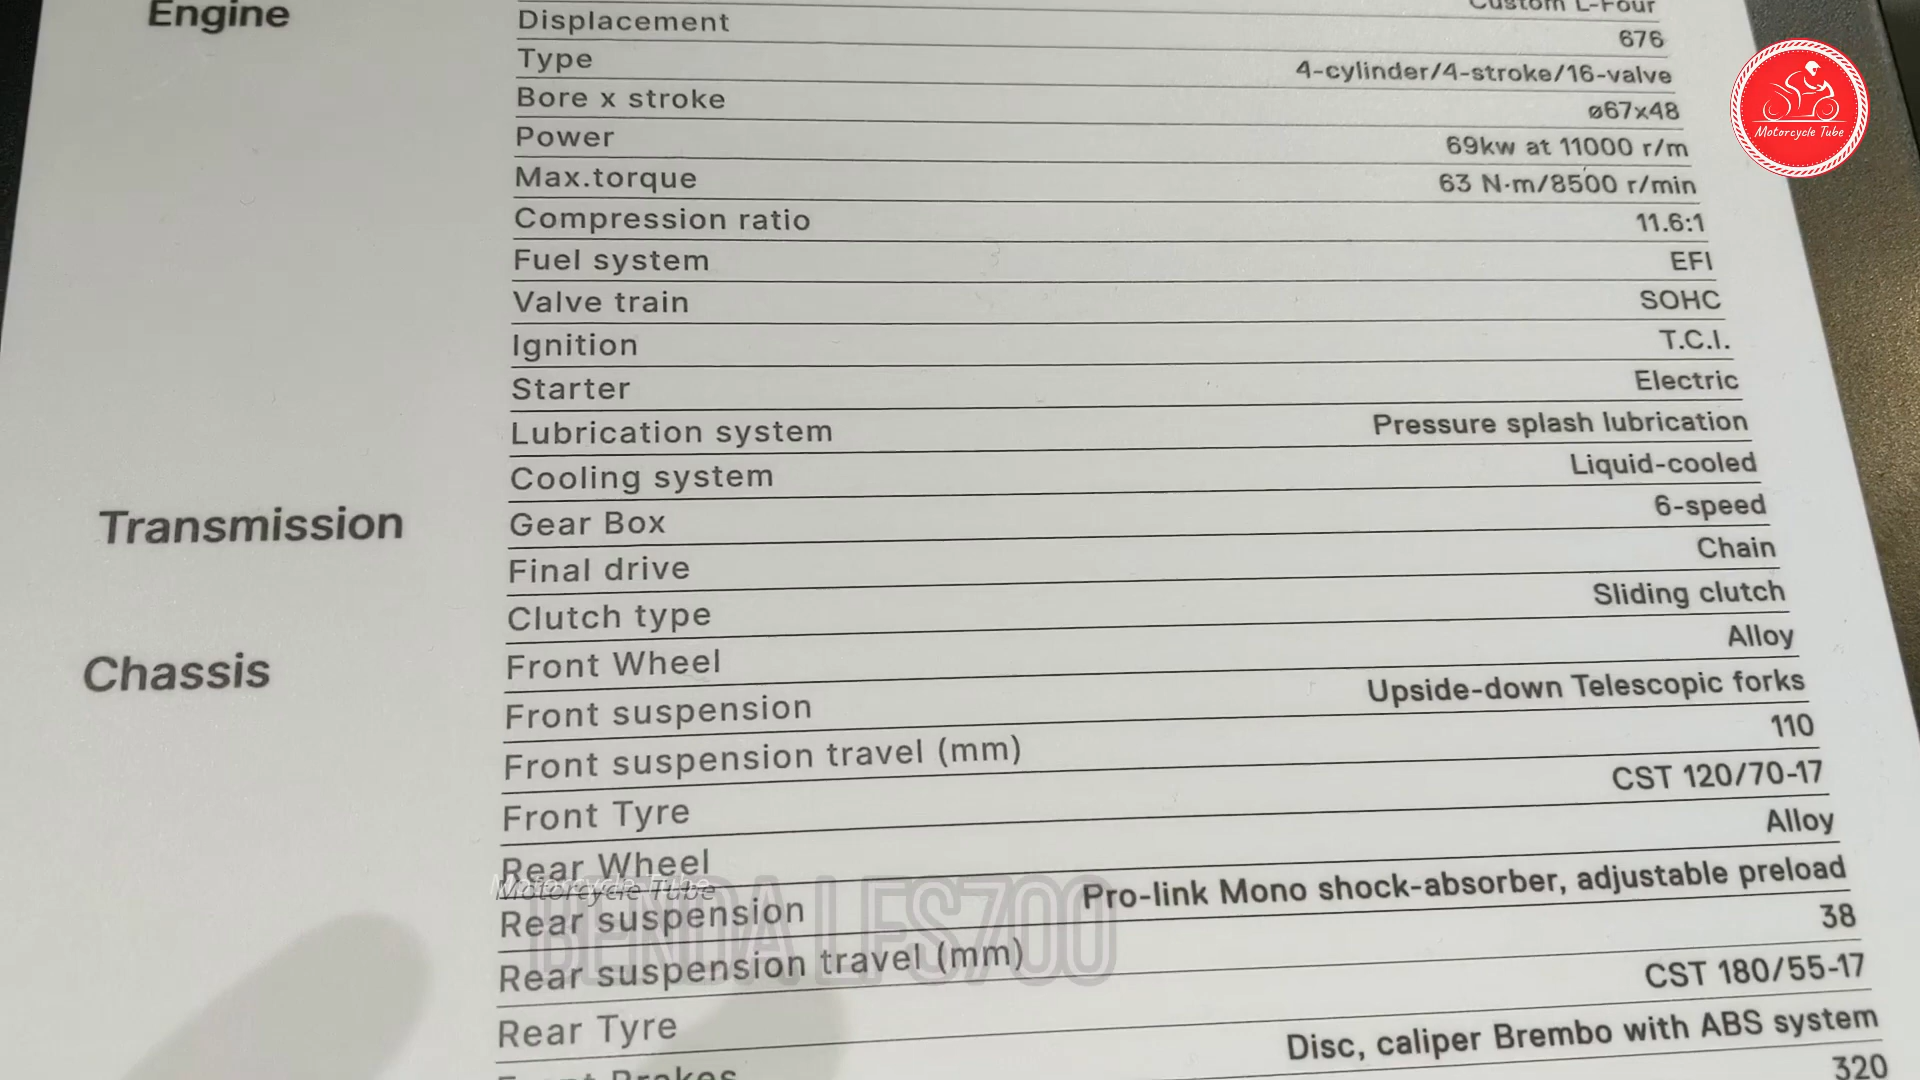 Engine
Custom L-Four
Displacement 676
Type 4-cylinder/4-stroke/16-valve
Bore x stroke ø67x48
Power 69kw at 11000 r/m
Max.torque 63 N·m/8500 r/min
Compression ratio 11.6:1
Fuel system EFI
Valve train SOHC
Ignition T.C.I.
Starter Electric
Lubrication system Pressure splash lubrication
Cooling system Liquid-cooled
Transmission Gear Box 6-speed
Final drive Chain
Clutch type Sliding clutch
Chassis Front Wheel Alloy
Front suspension Upside-down Telescopic forks
Front suspension travel (mm) 110
Front Tyre CST 120/70-17
Rear Wheel Alloy
Rear suspension Pro-link Mono shock-absorber, adjustable preload
Rear suspension travel (mm) 38
Rear Tyre CST 180/55-17
Front Brakes Disc, caliper Brembo with ABS system
320
Motorcycle Tube
Motorcycle Tube
BENDA LFS700